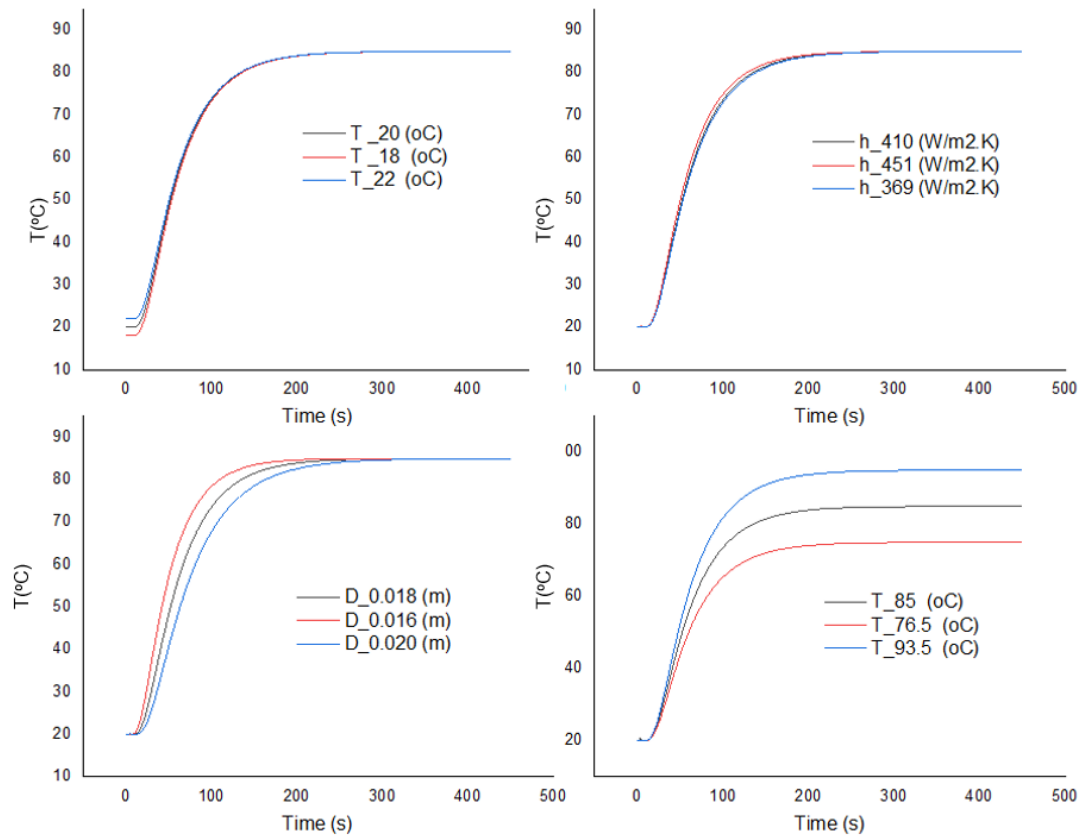 90
80
70
60
50
40
30
20
10
T(ºC)
T _20 (oC)
T _18 (oC)
T_22 (oC)
0 100 200 300 400
Time (s)
90
80
70
60
50
40
30
20
10
T(ºC)
h_410 (W/m2.K)
h_451 (W/m2.K)
h_369 (W/m2.K)
0 100 200 300 400 500
Time (s)
90
80
70
60
50
40
30
20
10
T(ºC)
D_0.018 (m)
D_0.016 (m)
D_0.020 (m)
0 100 200 300 400 500
Time (s)
00
80
60
40
20
T(ºC)
T_85 (oC)
T_76.5 (oC)
T_93.5 (oC)
0 100 200 300 400 500
Time (s)